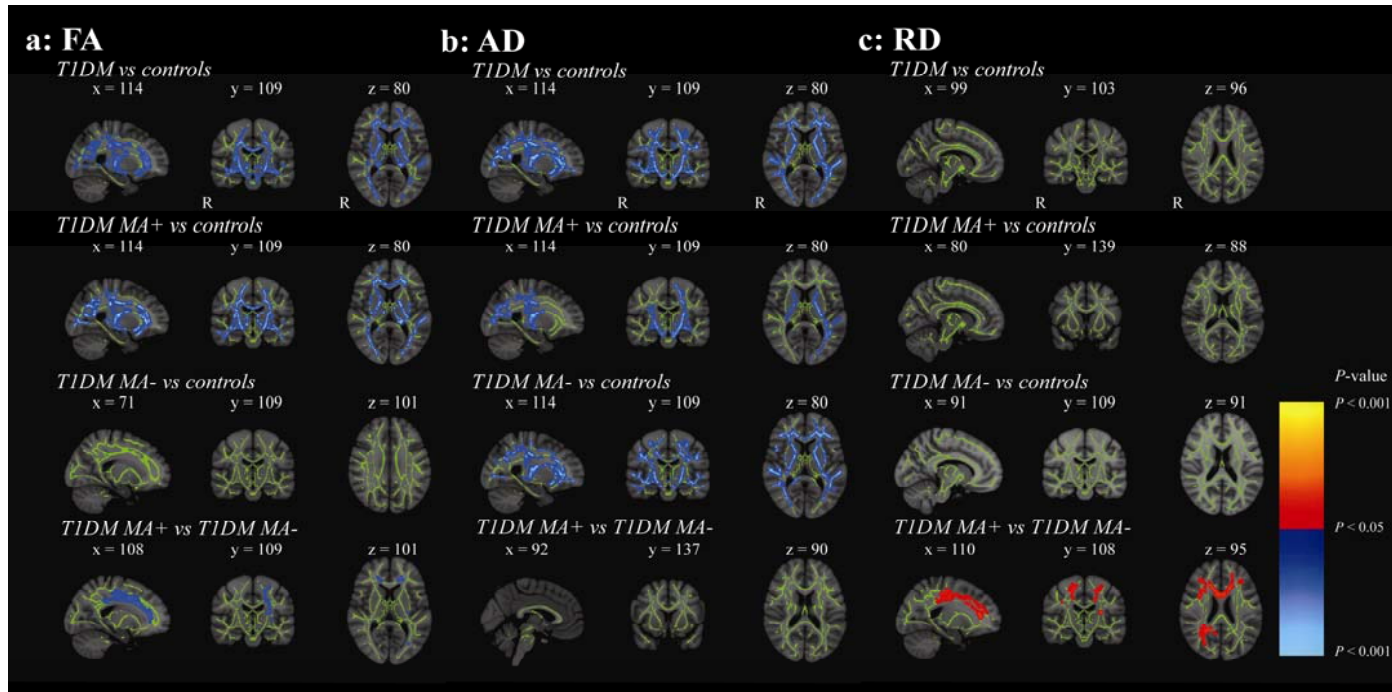 a: FA
T1DM vs controls
x = 114 y = 109 z = 80
R R
T1DM MA+ vs controls
x = 114 y = 109 z = 80
T1DM MA- vs controls
x = 71 y = 109 z = 101
T1DM MA+ vs T1DM MA-
x = 108 y = 109 z = 101
b: AD
T1DM vs controls
x = 114 y = 109 z = 80
R R
T1DM MA+ vs controls
x = 114 y = 109 z = 80
T1DM MA- vs controls
x = 114 y = 109 z = 80
T1DM MA+ vs T1DM MA-
x = 92 y = 137 z = 90
c: RD
T1DM vs controls
x = 99 y = 103 z = 96
R R
T1DM MA+ vs controls
x = 80 y = 139 z = 88
T1DM MA- vs controls
x = 91 y = 109 z = 91
T1DM MA+ vs T1DM MA-
x = 110 y = 108 z = 95
P-value
P < 0.001
P < 0.05
P < 0.001